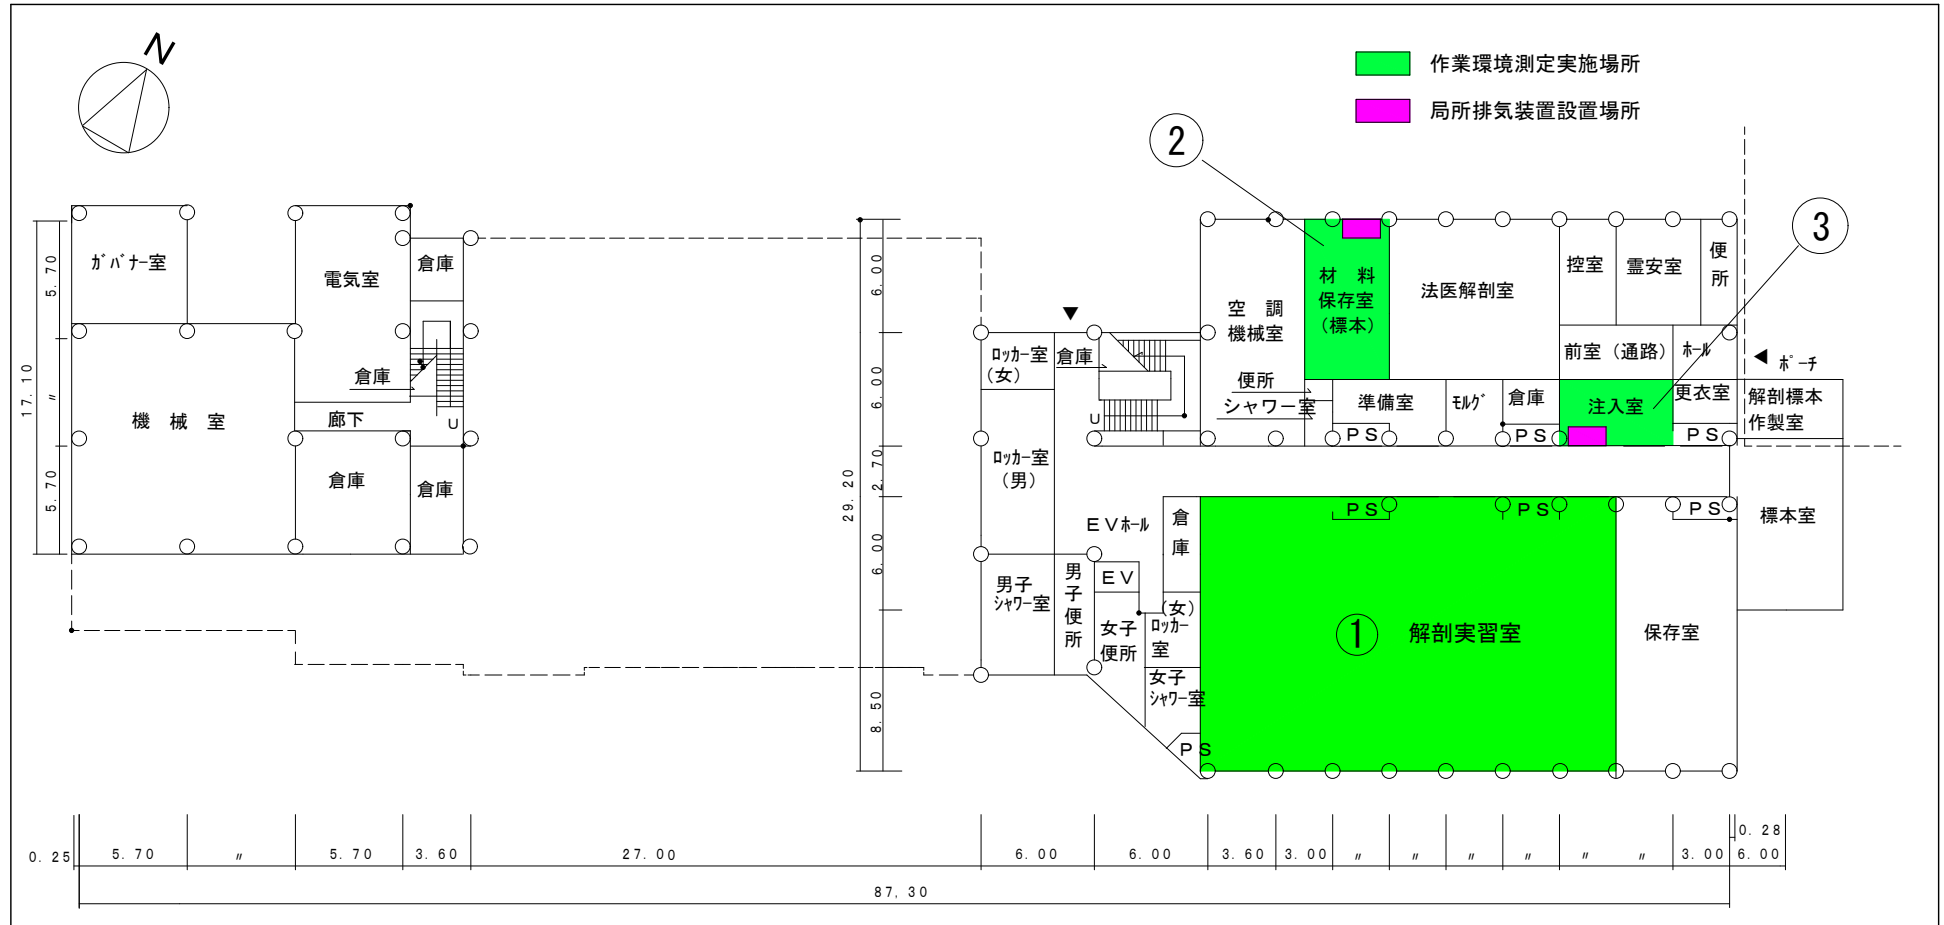 N
作業環境測定実施場所
局所排気装置設置場所
②
③
ｶﾞﾊﾞﾅｰ室
電気室
倉庫
機 械 室
倉庫
廊下
U
倉庫
倉庫
17.10
5.70
〃
5.70
29.20
6.00
6.00
2.70
6.00
8.50
ﾛｯｶｰ室
（女）
倉庫
U
ﾛｯｶｰ室
（男）
ＥＶﾎｰﾙ
倉
庫
ＥＶ
男子
ｼｬﾜｰ室
男
子
便
所
女子
便所
（女）
ﾛｯｶｰ
室
女子
ｼｬﾜｰ室
ＰＳ
空 調
機械室
材 料
保存室
（標本）
法医解剖室
控室
霊安室
便
所
前室（通路）
ﾎｰﾙ
ﾎﾟｰﾁ
便所
シャワー室
準備室
ＰＳ
ﾓﾙｸﾞ
倉庫
ＰＳ
注入室
更衣室
ＰＳ
解剖標本
作製室
ＰＳ
ＰＳ
ＰＳ
標本室
① 解剖実習室
保存室
0.25
5.70
〃
5.70
3.60
27.00
6.00
6.00
3.60
3.00
〃
〃
〃
〃
〃
〃
3.00
0.28
6.00
87,30